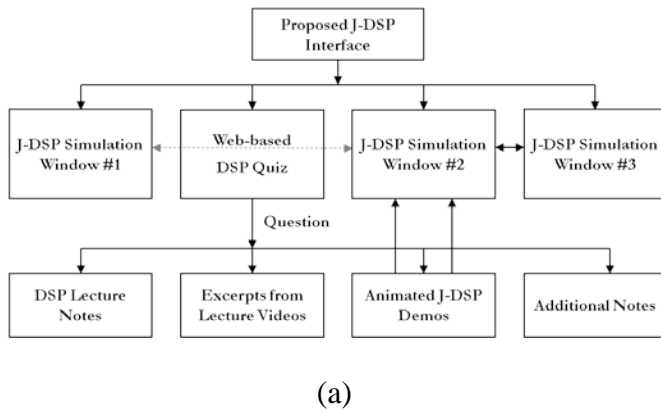 Proposed J-DSP
Interface
J-DSP Simulation
Window #1
Web-based
DSP Quiz
J-DSP Simulation
Window #2
J-DSP Simulation
Window #3
Question
DSP Lecture
Notes
Excerpts from
Lecture Videos
Animated J-DSP
Demos
Additional Notes
(a)